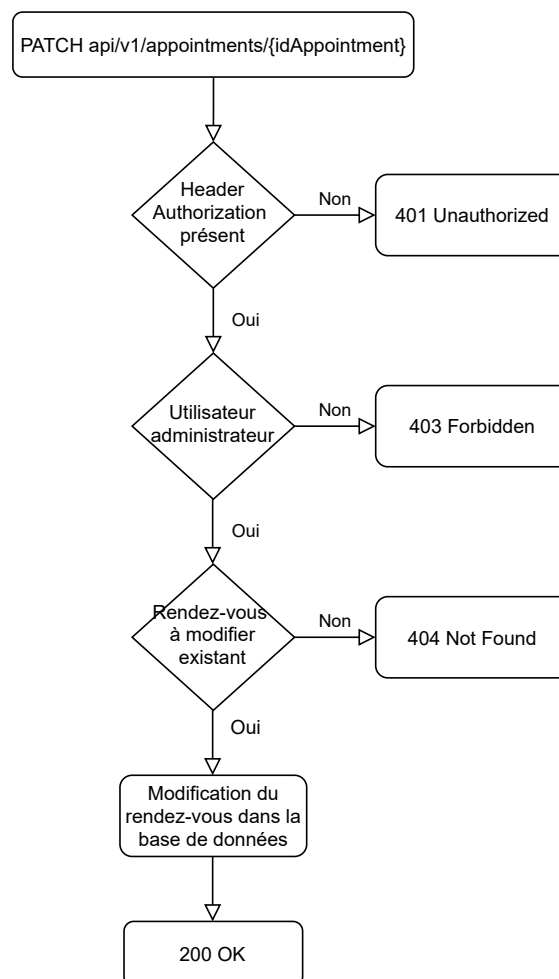 PATCH api/v1/appointments/{idAppointment}
Header
Authorization
présent
Non
401 Unauthorized
Oui
Utilisateur
administrateur
Non
403 Forbidden
Oui
Rendez-vous
à modifier
existant
Non
404 Not Found
Oui
Modification du
rendez-vous dans la
base de données
200 OK